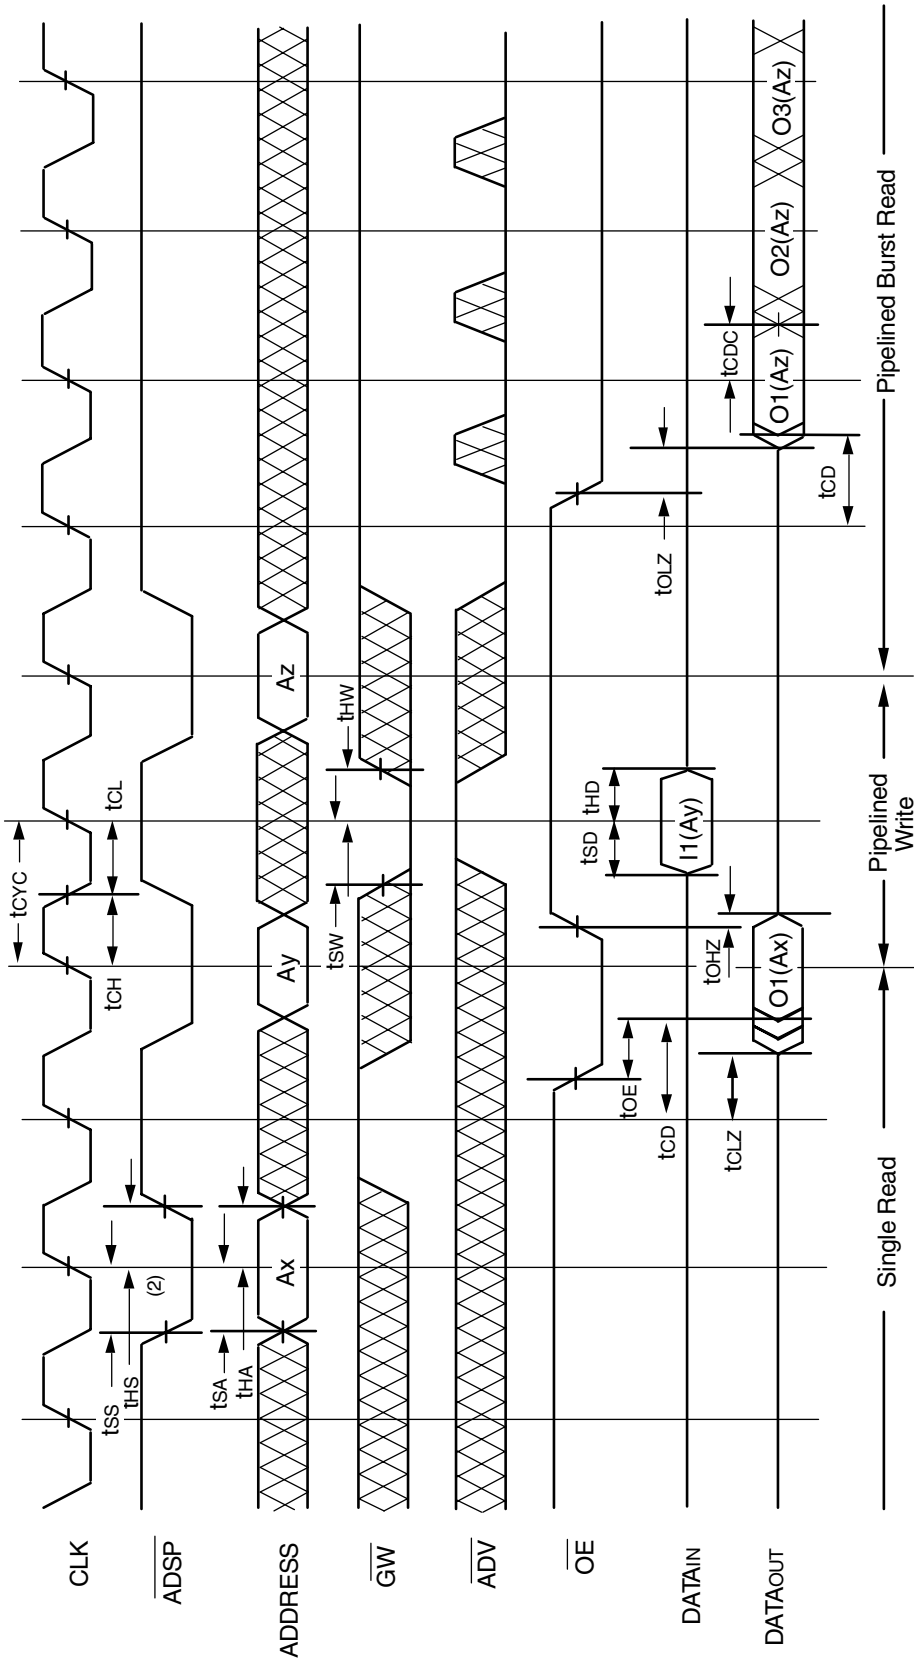 CLK
ADSP
ADDRESS
GW
ADV
OE
DATAIN
DATAOUT
tCYC
tCH
tCL
tSS
tHS
(2)
tSA
tHA
Ax
Ay
Az
tSW
tHW
tOE
tCD
tCLZ
tOHZ
tSD
tHD
I1(Ay)
tOLZ
tCD
tCDC
O1(Ax)
O1(Az)
O2(Az)
O3(Az)
Single Read
Pipelined
Write
Pipelined Burst Read